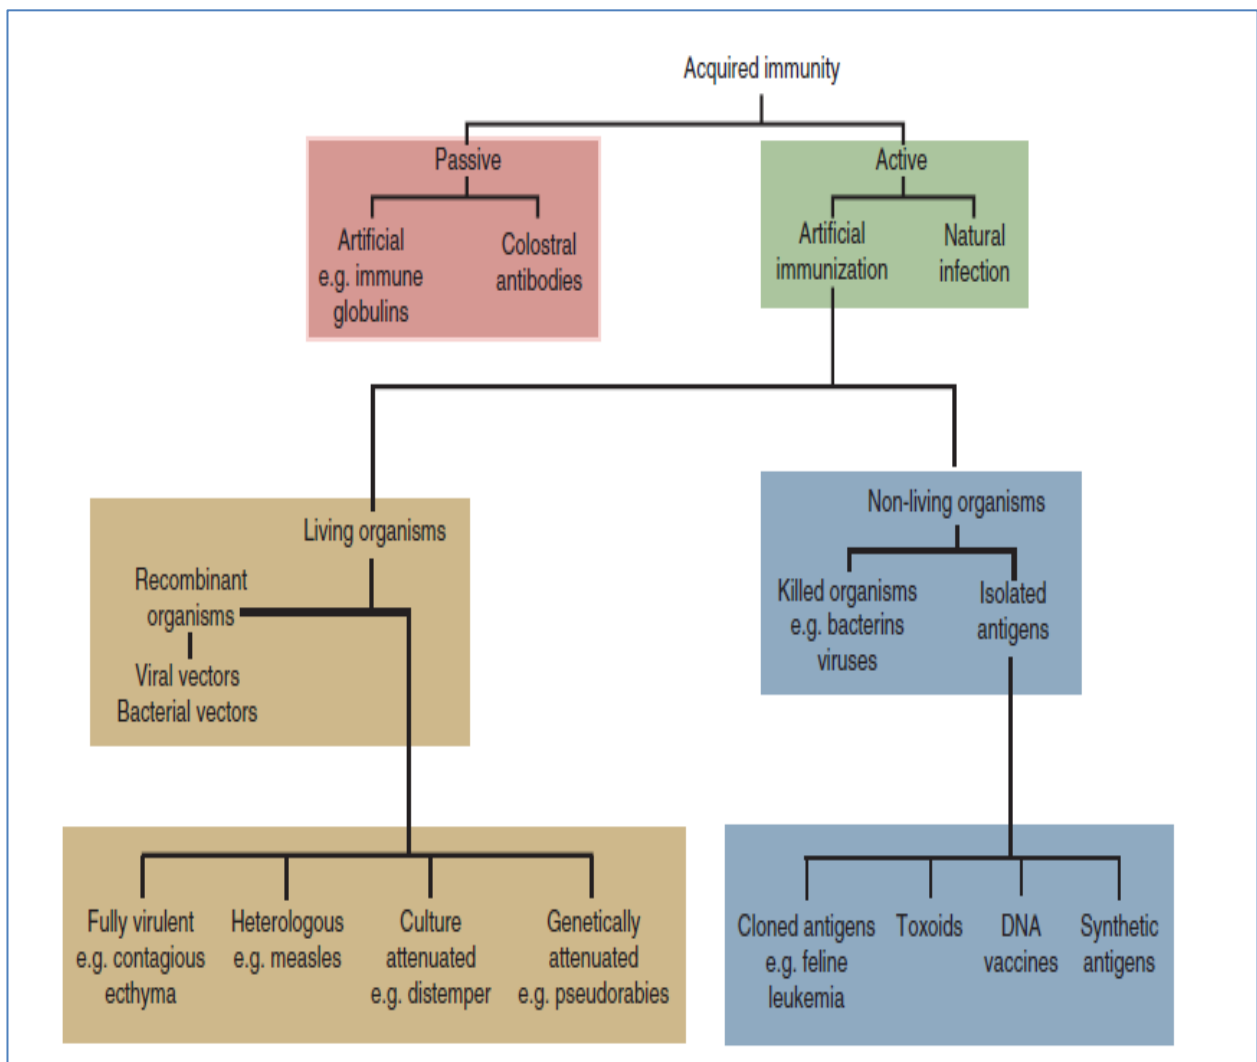 Acquired immunity
Passive
Artificial
e.g. immune
globulins
Colostral
antibodies
Active
Artificial
immunization
Natural
infection
Living organisms
Recombinant
organisms
Viral vectors
Bacterial vectors
Non-living organisms
Killed organisms
e.g. bacterins
viruses
Isolated
antigens
Fully virulent
e.g. contagious
ecthyma
Heterologous
e.g. measles
Culture
attenuated
e.g. distemper
Genetically
attenuated
e.g. pseudorabies
Cloned antigens
e.g. feline
leukemia
Toxoids
DNA
vaccines
Synthetic
antigens